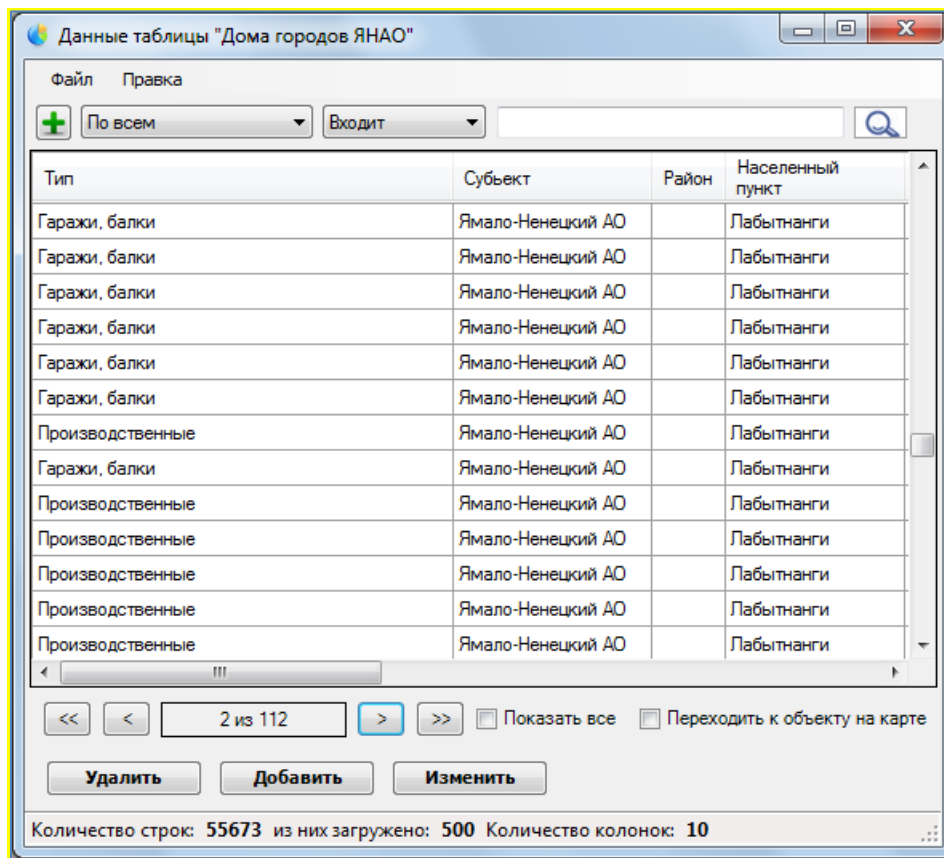 Данные таблицы "Дома городов ЯНАО"
Файл Правка
По всем Входит
Тип Субьект Район Населенный пункт
Гаражи, балки Ямало-Ненецкий АО Лабытнанги
Гаражи, балки Ямало-Ненецкий АО Лабытнанги
Гаражи, балки Ямало-Ненецкий АО Лабытнанги
Гаражи, балки Ямало-Ненецкий АО Лабытнанги
Гаражи, балки Ямало-Ненецкий АО Лабытнанги
Гаражи, балки Ямало-Ненецкий АО Лабытнанги
Производственные Ямало-Ненецкий АО Лабытнанги
Гаражи, балки Ямало-Ненецкий АО Лабытнанги
Производственные Ямало-Ненецкий АО Лабытнанги
Производственные Ямало-Ненецкий АО Лабытнанги
Производственные Ямало-Ненецкий АО Лабытнанги
Производственные Ямало-Ненецкий АО Лабытнанги
Производственные Ямало-Ненецкий АО Лабытнанги
<< < 2 из 112 > >> Показать все Переходить к объекту на карте
Удалить Добавить Изменить
Количество строк: 55673 из них загружено: 500 Количество колонок: 10